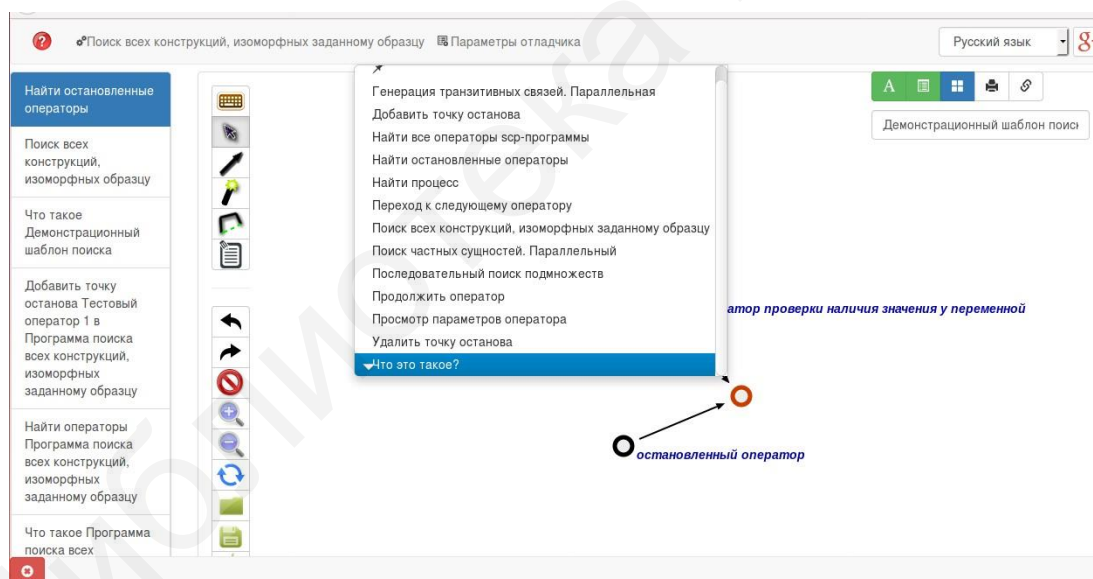 Поиск всех конструкций, изоморфных заданному образцу
Параметры отладчика
Русский язык
Найти остановленные
операторы
Поиск всех
конструкций,
изоморфных образцу
Что такое
Демонстрационный
шаблон поиска
Добавить точку
останова Тестовый
оператор 1 в
Программа поиска
всех конструкций,
изоморфных
заданному образцу
Найти операторы
Программа поиска
всех конструкций,
изоморфных
заданному образцу
Что такое Программа
поиска всех
Генерация транзитивных связей. Параллельная
Добавить точку останова
Найти все операторы scp-программы
Найти остановленные операторы
Найти процесс
Переход к следующему оператору
Поиск всех конструкций, изоморфных заданному образцу
Поиск частных сущностей. Параллельный
Последовательный поиск подмножеств
Продолжить оператор
Просмотр параметров оператора
Удалить точку останова
Что это такое?
A
Демонстрационный шаблон поиск
атор проверки наличия значения у переменной
остановленный оператор
библиотека